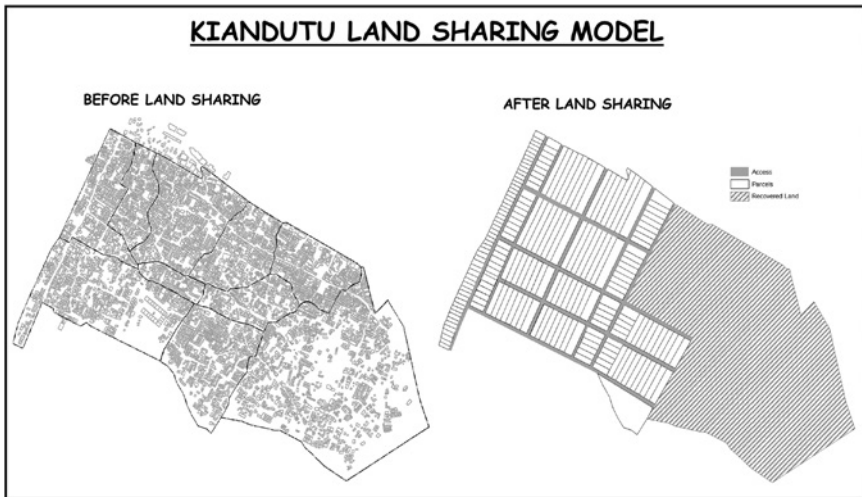 KIANDUTU LAND SHARING MODEL
BEFORE LAND SHARING
AFTER LAND SHARING
Access
Parcels
Recovered Land